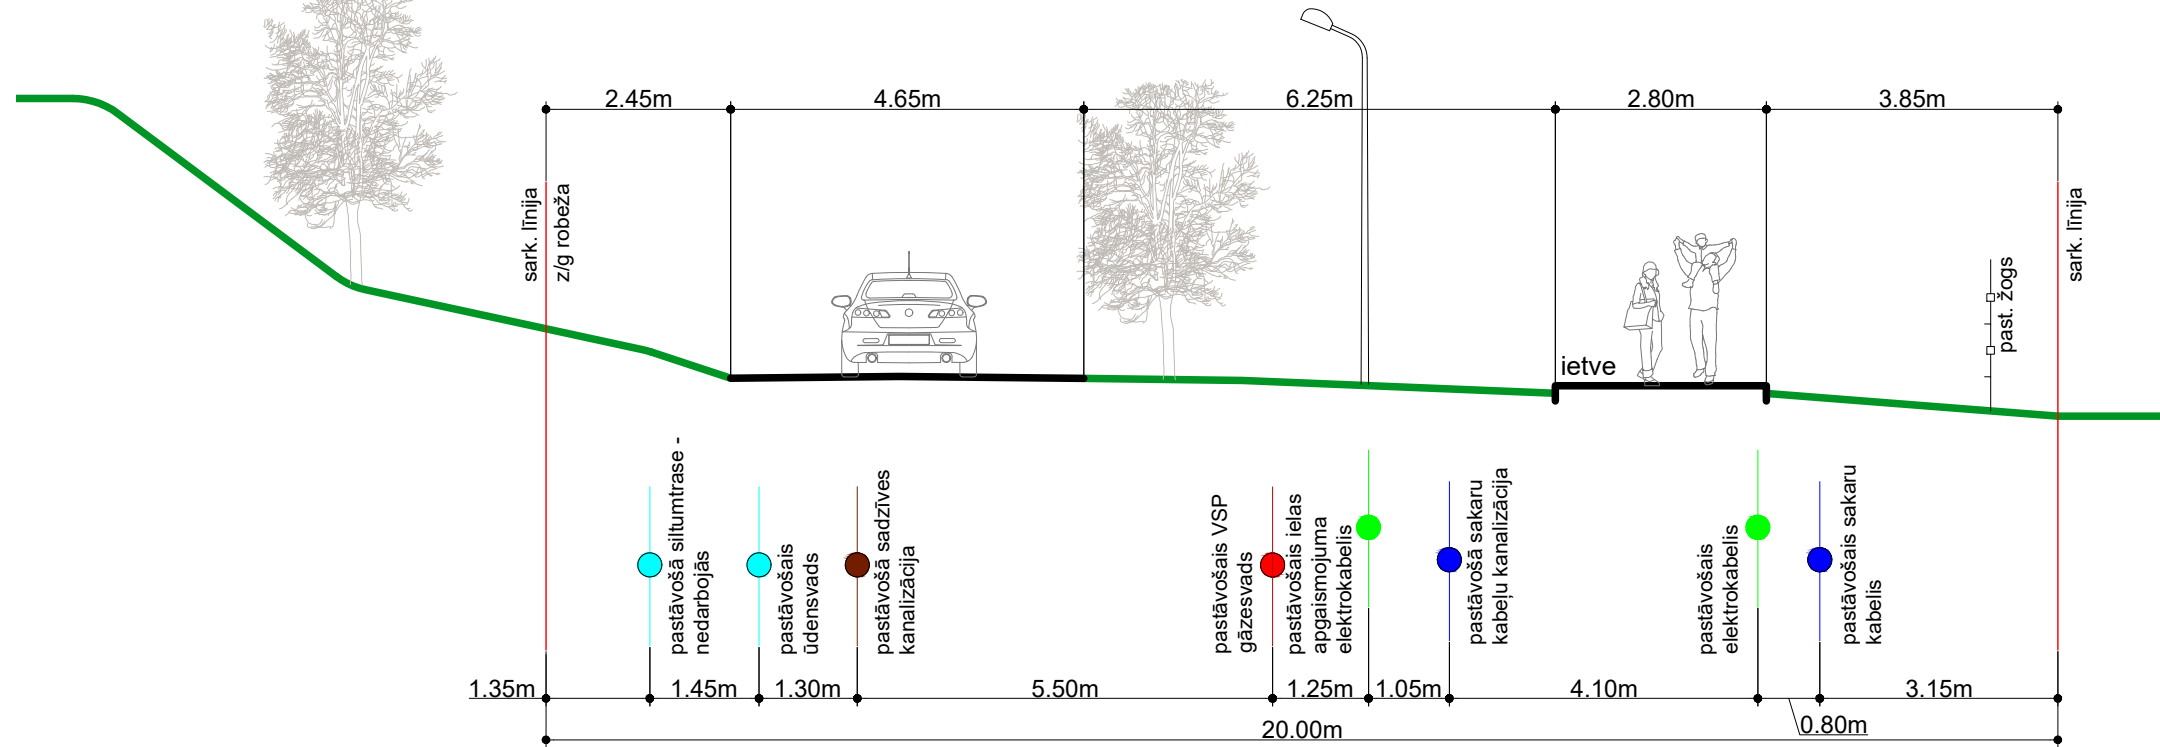 2.45m
4.65m
6.25m
2.80m
3.85m
sark. līnija
z/g robeža
sark. līnija
past. žogs
ietve
pastāvošā siltumtrase -
nedarbojās
pastāvošais
ūdensvads
pastāvošā sadzīves
kanalizācija
pastāvošais VSP
gāzesvads
pastāvošais ielas
apgaismojuma
elektrokabelis
pastāvošā sakaru
kabeļu kanalizācija
pastāvošais
elektrokabelis
pastāvošais sakaru
kabelis
1.35m
1.45m
1.30m
5.50m
1.25m
1.05m
4.10m
3.15m
0.80m
20.00m